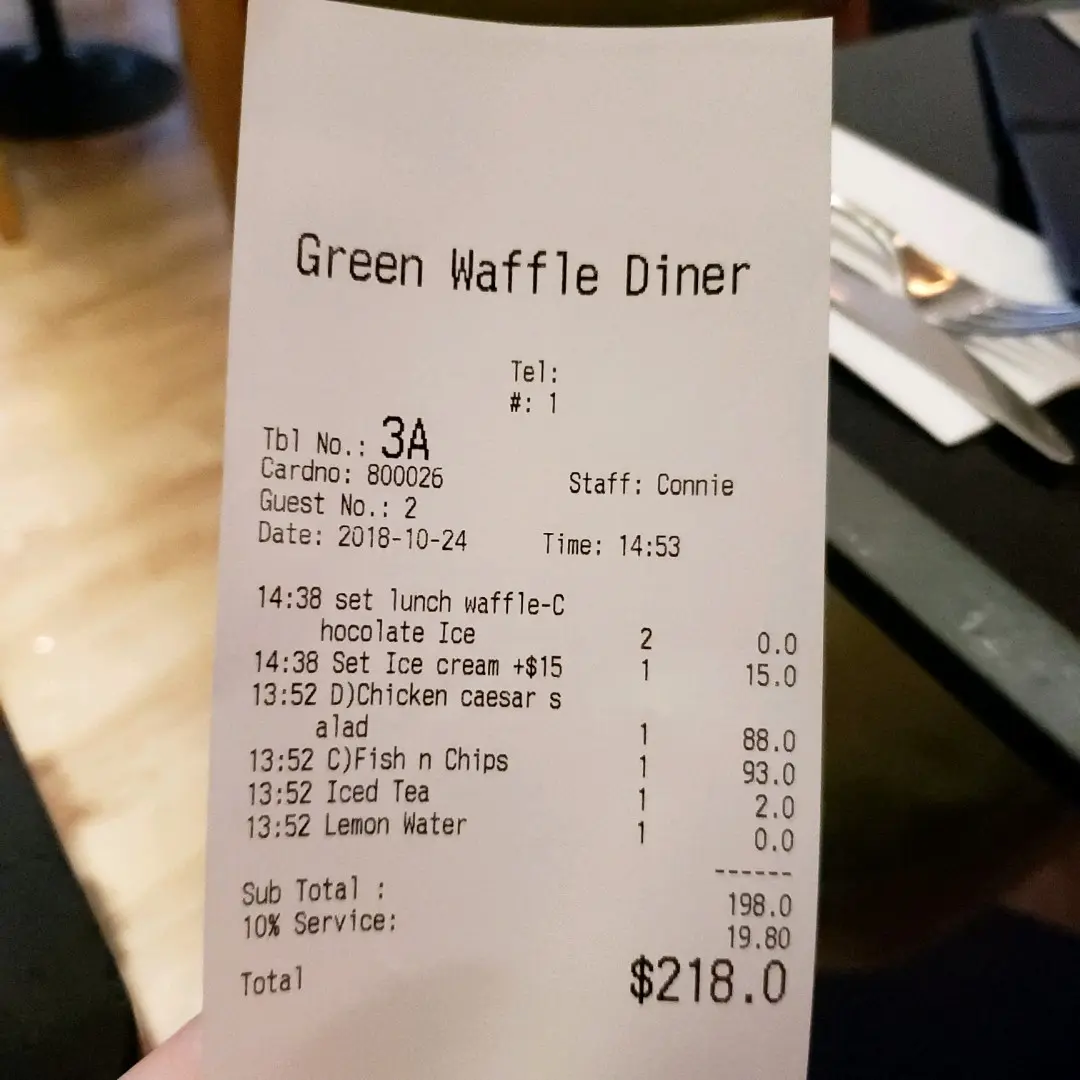 Green Waffle Diner
Tel:
#: 1
Tbl No.: 3A
Cardno: 800026 Staff: Connie
Guest No.: 2
Date: 2018-10-24 Time: 14:53
14:38 set lunch waffle-C
hocolate Ice 2 0.0
14:38 Set Ice cream +$15 1 15.0
13:52 D)Chicken caesar s
alad 1 88.0
13:52 C)Fish n Chips 1 93.0
13:52 Iced Tea 1 2.0
13:52 Lemon Water 1 0.0
------
Sub Total : 198.0
10% Service: 19.80
Total $218.0